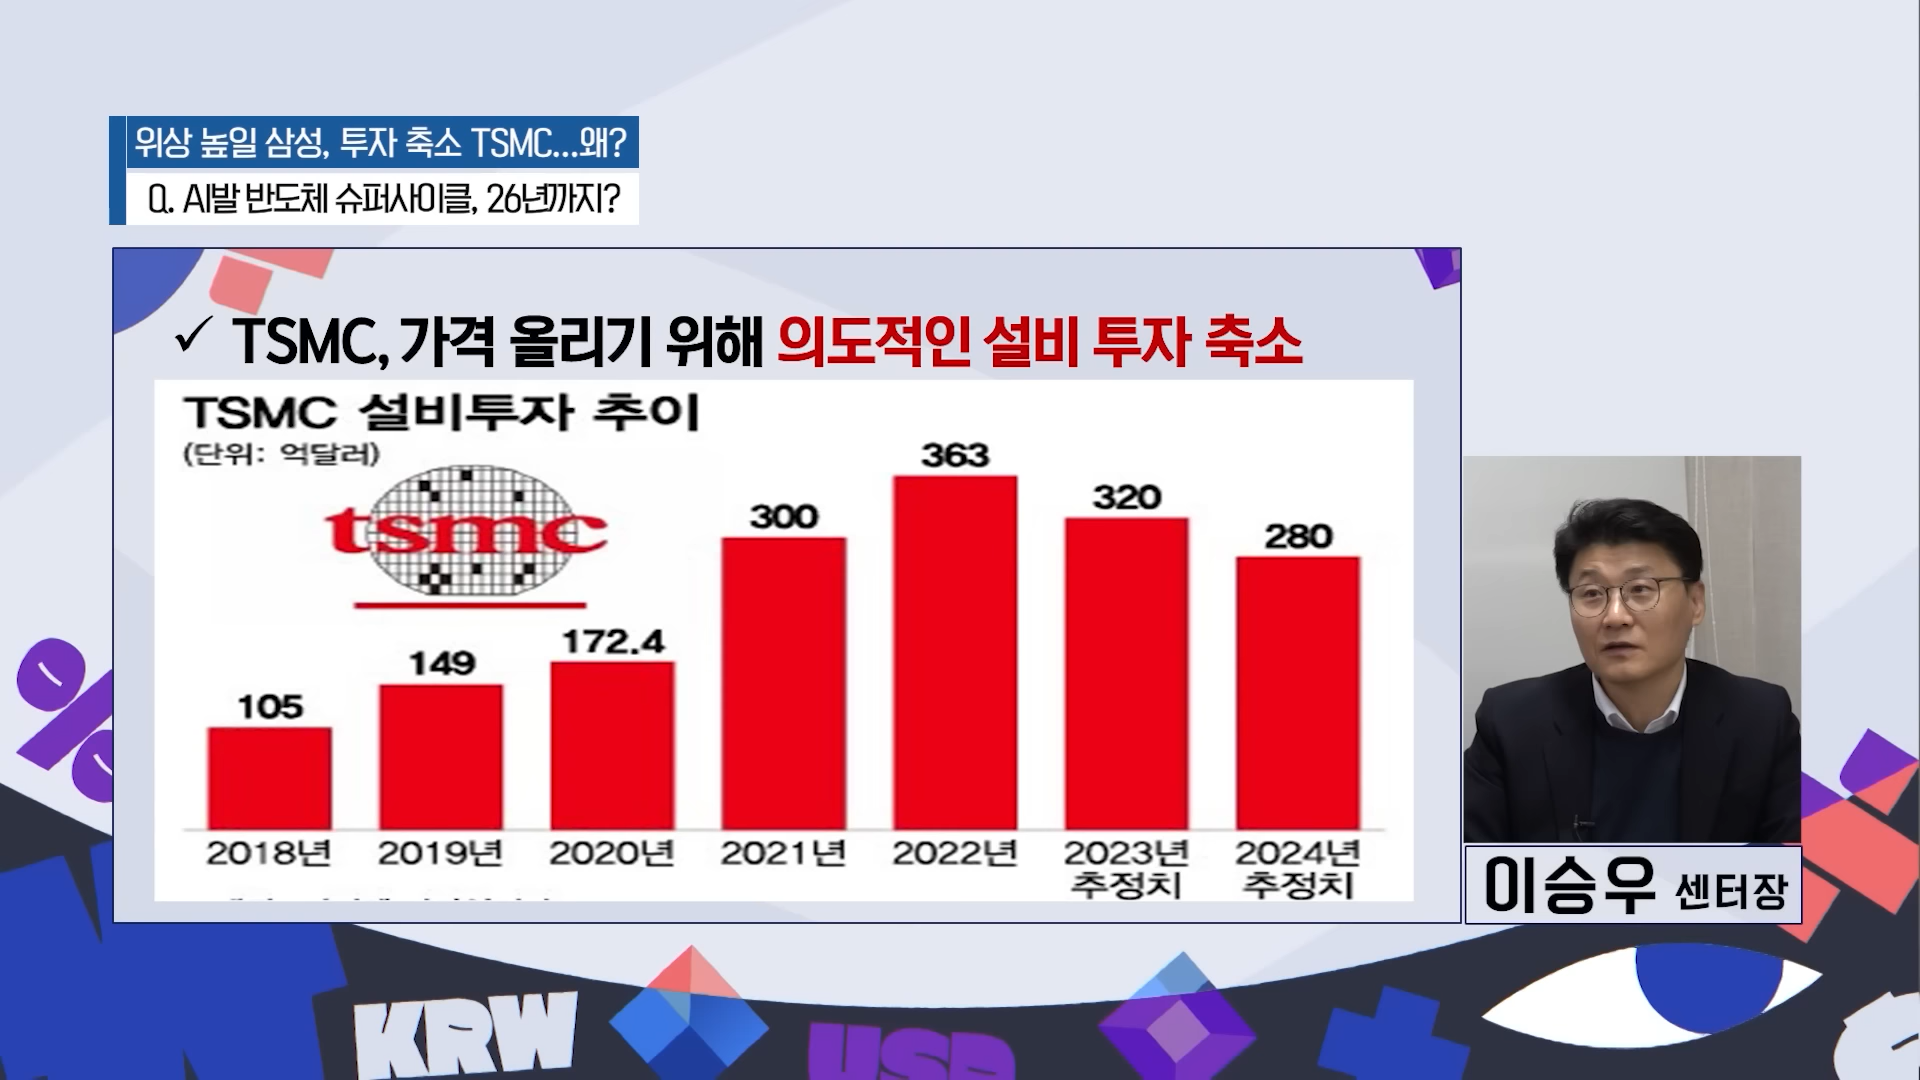 위상 높일 삼성, 투자 축소 TSMC...왜?
Q. AI발 반도체 슈퍼사이클, 26년까지?
✓ TSMC, 가격 올리기 위해 의도적인 설비 투자 축소
TSMC 설비투자 추이
(단위: 억달러)
tsmc
105
149
172.4
300
363
320
280
2018년
2019년
2020년
2021년
2022년
2023년
추정치
2024년
추정치
이승우 센터장
KRW
USD